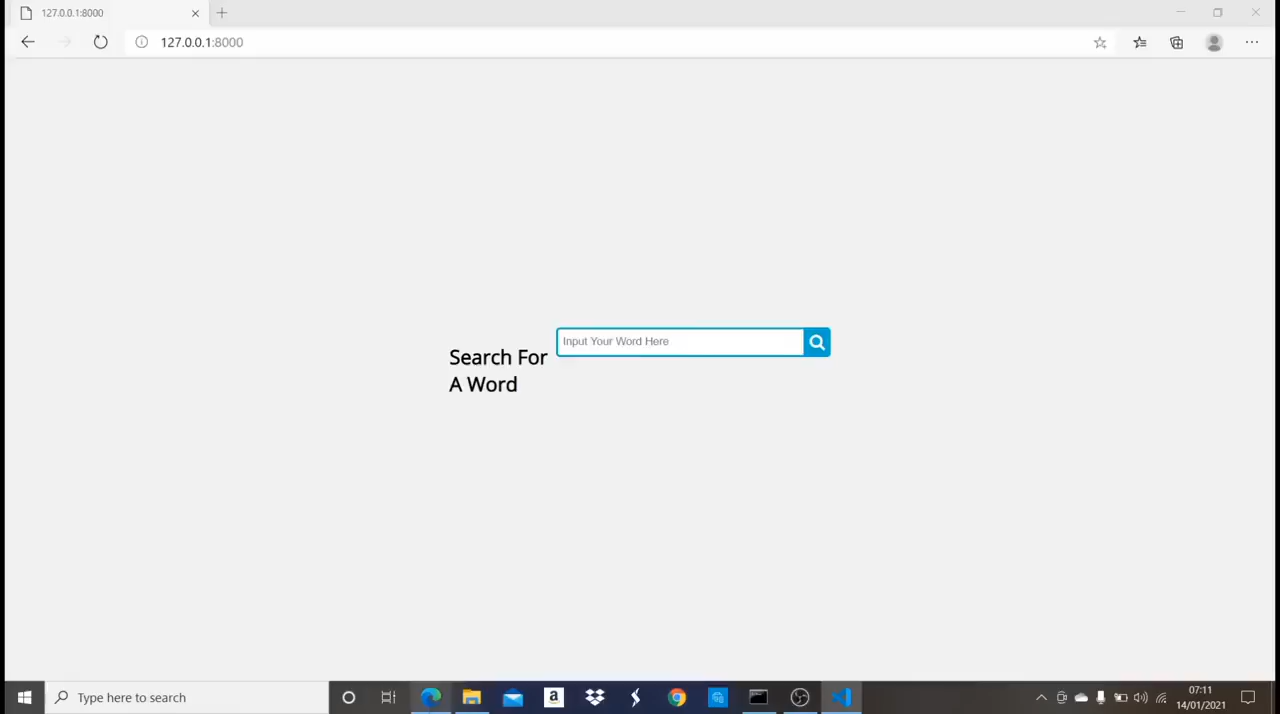 127.0.0.1:8000
127.0.0.1:8000
Input Your Word Here
Search For
A Word
Type here to search
a
07:11
14/01/2021